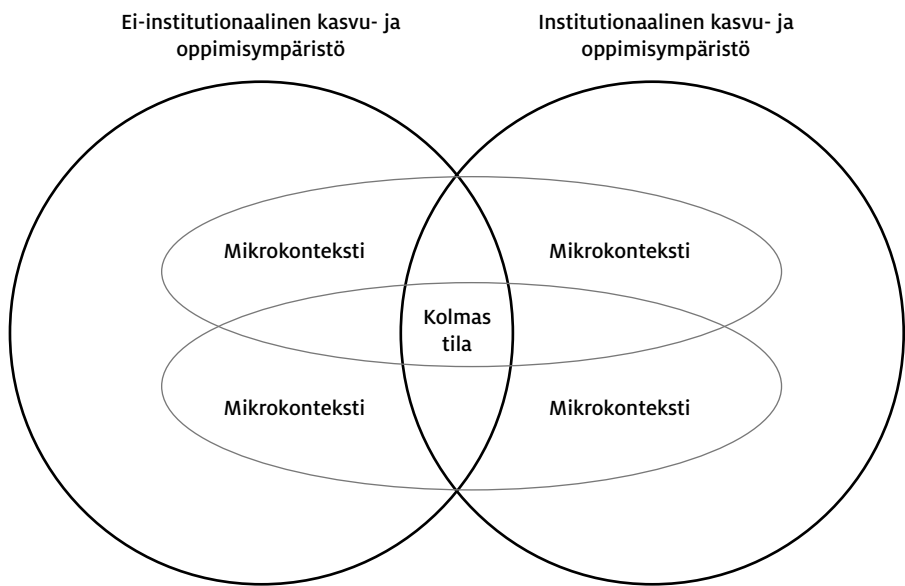 Ei-institutionaalinen kasvu- ja
oppimisympäristö
Institutionaalinen kasvu- ja
oppimisympäristö
Mikrokonteksti
Mikrokonteksti
Kolmas
tila
Mikrokonteksti
Mikrokonteksti